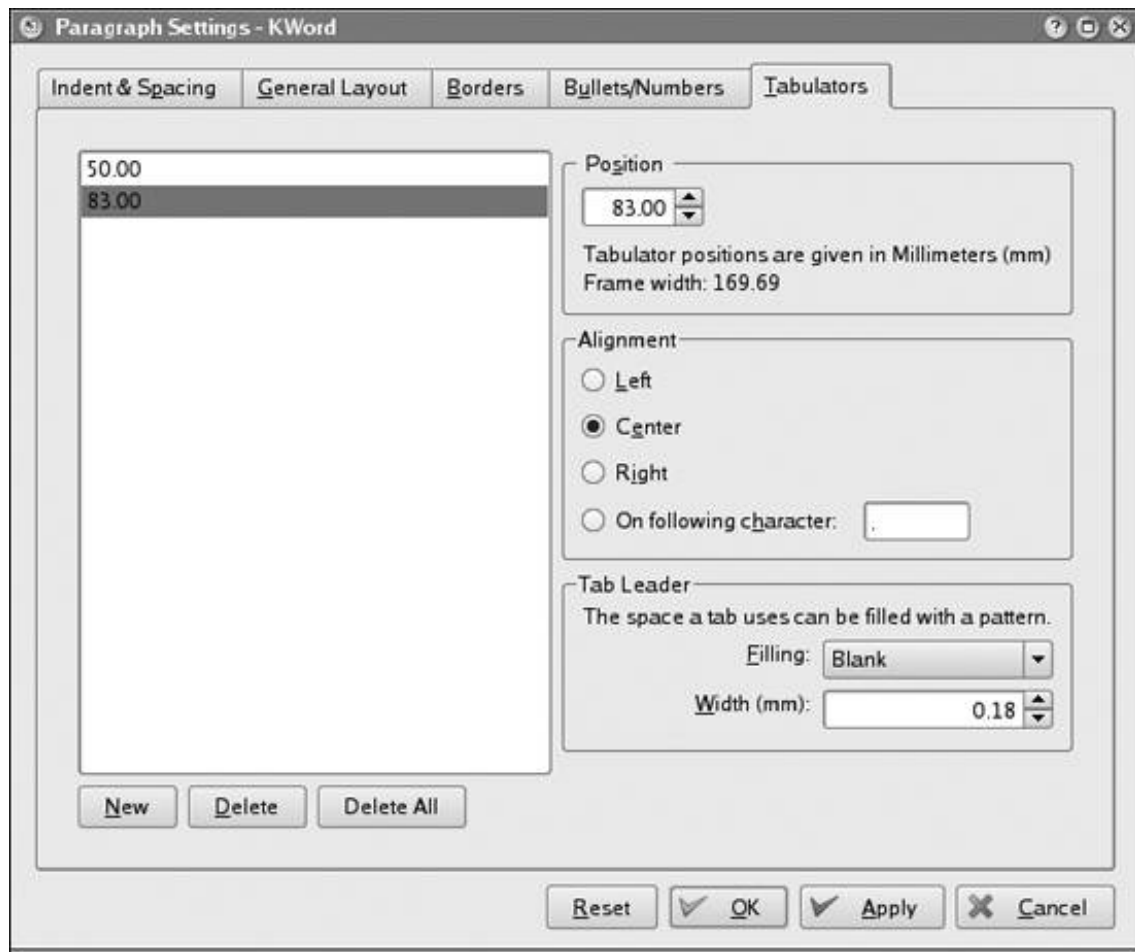 Paragraph Settings - KWord
Indent & Spacing
General Layout
Borders
Bullets/Numbers
Tabulators
50.00
83.00
Position
83.00
Tabulator positions are given in Millimeters (mm)
Frame width: 169.69
Alignment
Left
Center
Right
On following character: .
Tab Leader
The space a tab uses can be filled with a pattern.
Filling: Blank
Width (mm): 0.18
New
Delete
Delete All
Reset
OK
Apply
Cancel